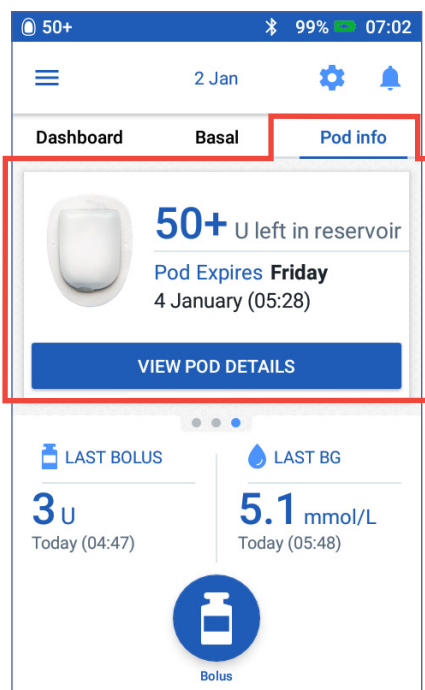 50+ 99% 07:02
2 Jan
Dashboard Basal Pod info
50+ U left in reservoir
Pod Expires Friday
4 January (05:28)
VIEW POD DETAILS
LAST BOLUS LAST BG
3 U 5.1 mmol/L
Today (04:47) Today (05:48)
Bolus